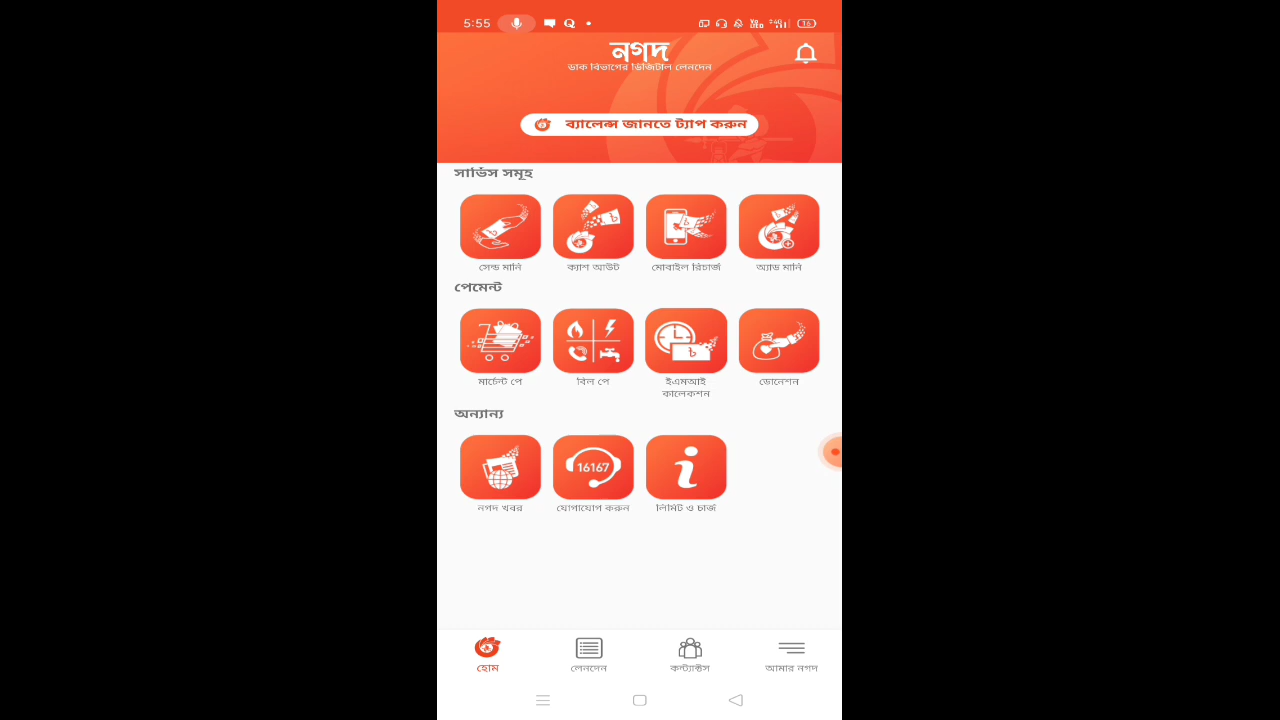 5:55
16
নগদ
ডাক বিভাগের ডিজিটাল লেনদেন
ব্যালেন্স জানতে ট্যাপ করুন
সার্ভিস সমূহ
সেন্ড মানি ক্যাশ আউট মোবাইল রিচার্জ অ্যাড মানি
পেমেন্ট
মার্চেন্ট পে বিল পে ইএমআই কালেকশন ডোনেশন
অন্যান্য
16167
নগদ খবর যোগাযোগ করুন লিমিট ও চার্জ
হোম লেনদেন কন্ট্যাক্টস আমার নগদ